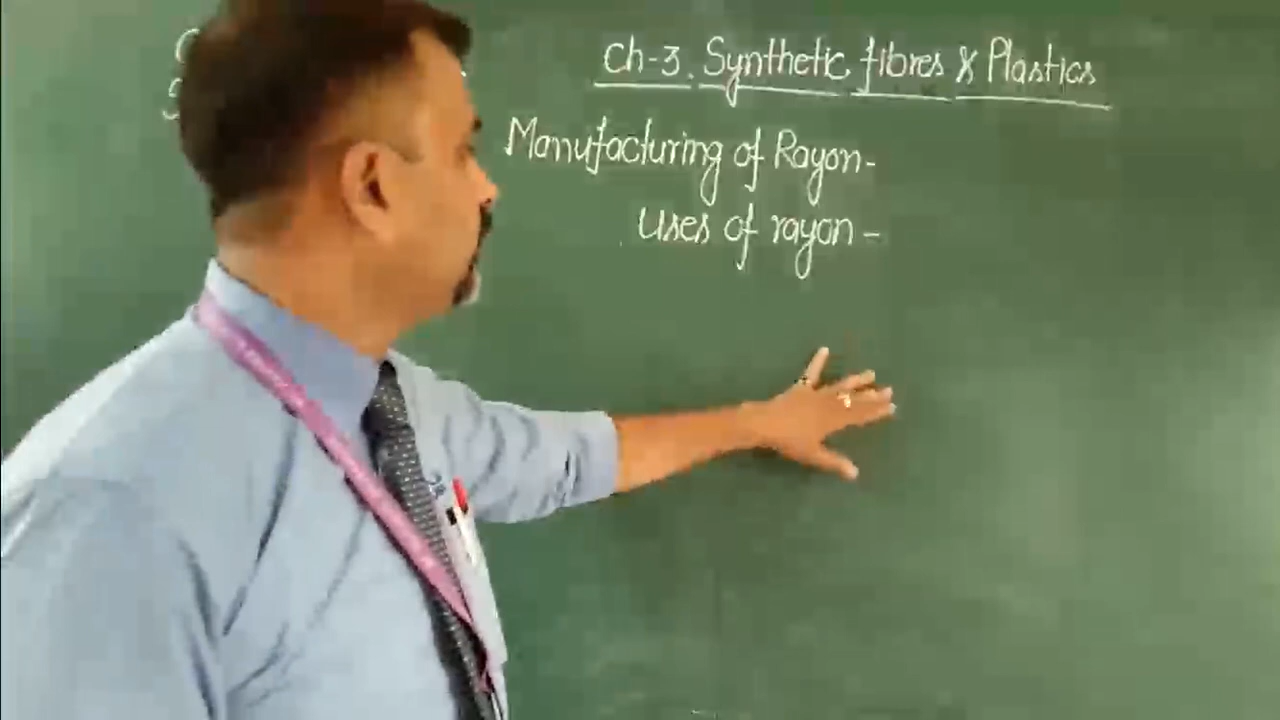 Ch-3. Synthetic fibres & Plastics
Manufacturing of Rayon-
Uses of rayon -